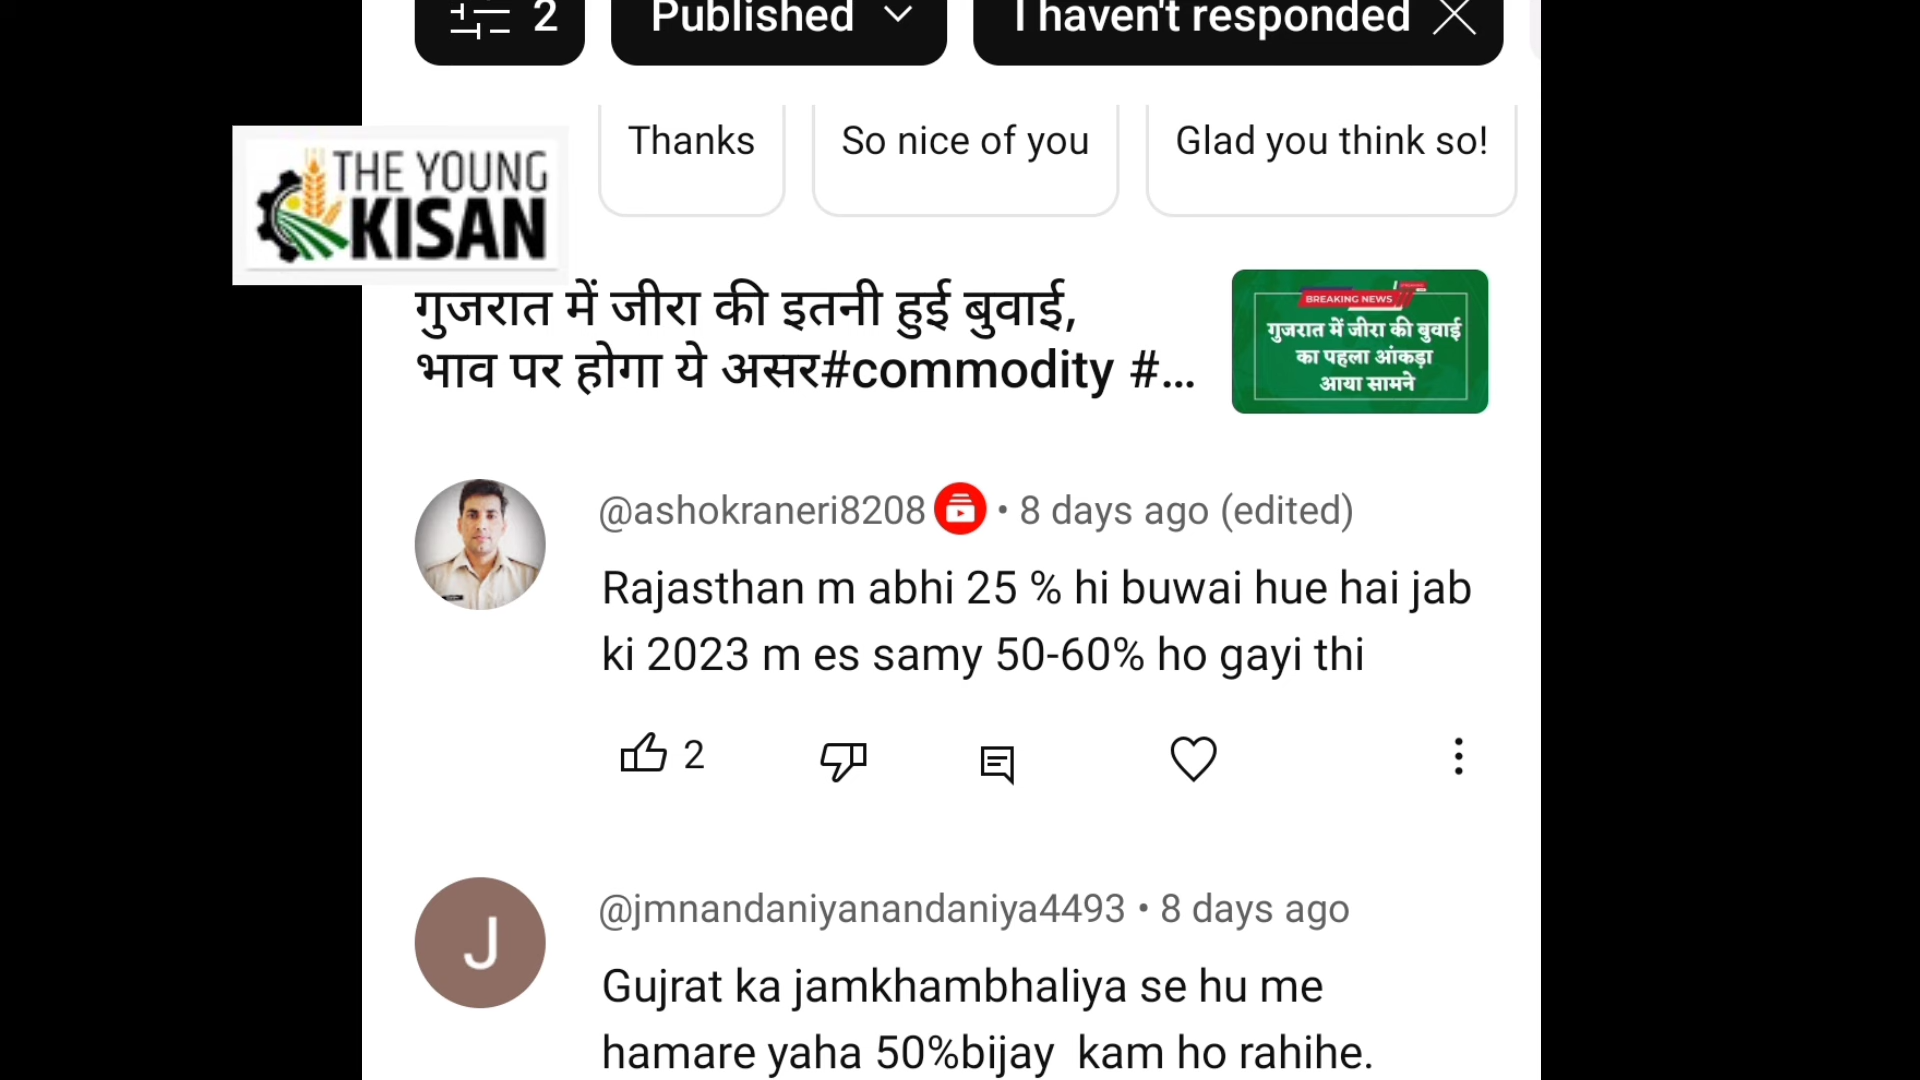 2
Published
I haven't responded
Thanks
So nice of you
Glad you think so!
THE YOUNG
KISAN
गुजरात में जीरा की इतनी हुई बुवाई,
भाव पर होगा ये असर#commodity #...
BREAKING NEWS
गुजरात में जीरा की बुवाई
का पहला आंकड़ा
आया सामने
@ashokraneri8208 • 8 days ago (edited)
Rajasthan m abhi 25 % hi buwai hue hai jab
ki 2023 m es samy 50-60% ho gayi thi
2
J
@jmnandaniyanandaniya4493 • 8 days ago
Gujrat ka jamkhambhaliya se hu me
hamare yaha 50%bijay  kam ho rahihe.